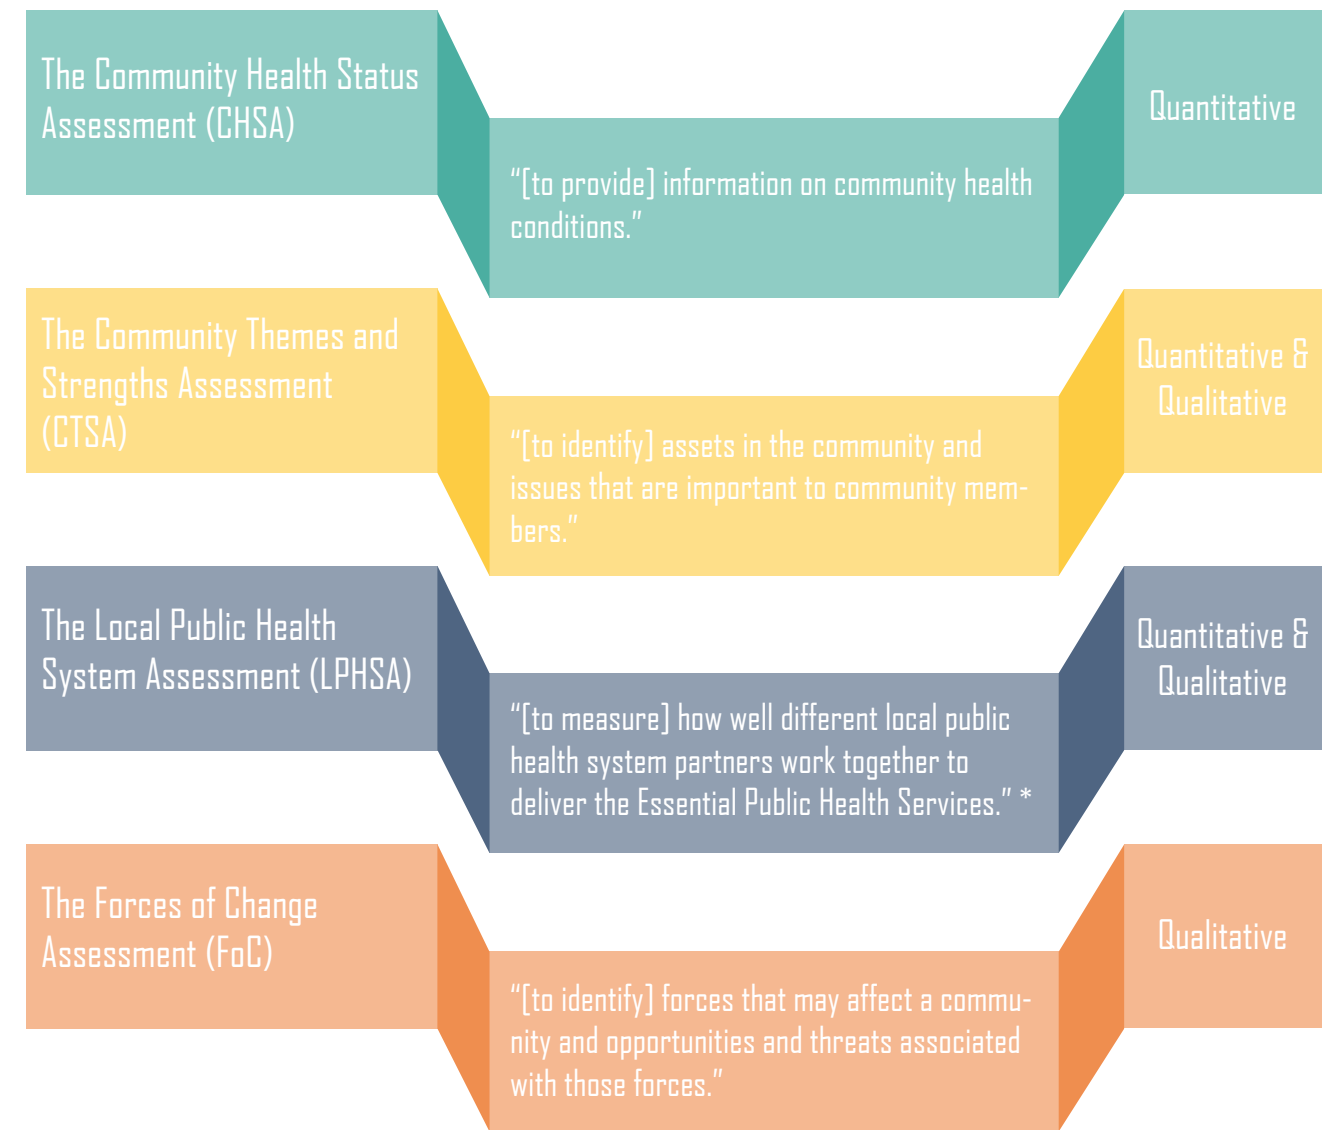 The Community Health Status
Assessment (CHSA)
"[to provide] information on community health
conditions."
Quantitative
The Community Themes and
Strengths Assessment
(CTSA)
"[to identify] assets in the community and
issues that are important to community mem-
bers."
Quantitative &
Qualitative
The Local Public Health
System Assessment (LPHSA)
"[to measure] how well different local public
health system partners work together to
deliver the Essential Public Health Services." *
Quantitative &
Qualitative
The Forces of Change
Assessment (FoC)
"[to identify] forces that may affect a commu-
nity and opportunities and threats associated
with those forces."
Qualitative